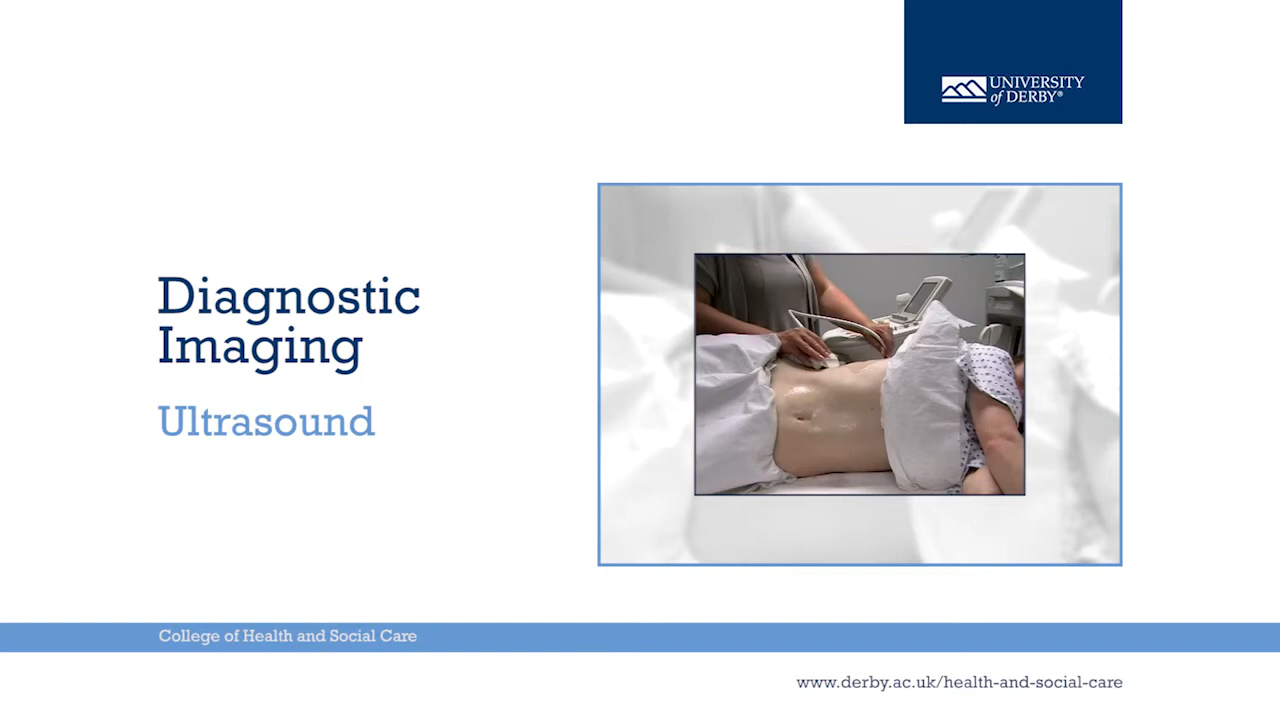 UNIVERSITY
of DERBY®
Diagnostic
Imaging
Ultrasound
College of Health and Social Care
www.derby.ac.uk/health-and-social-care